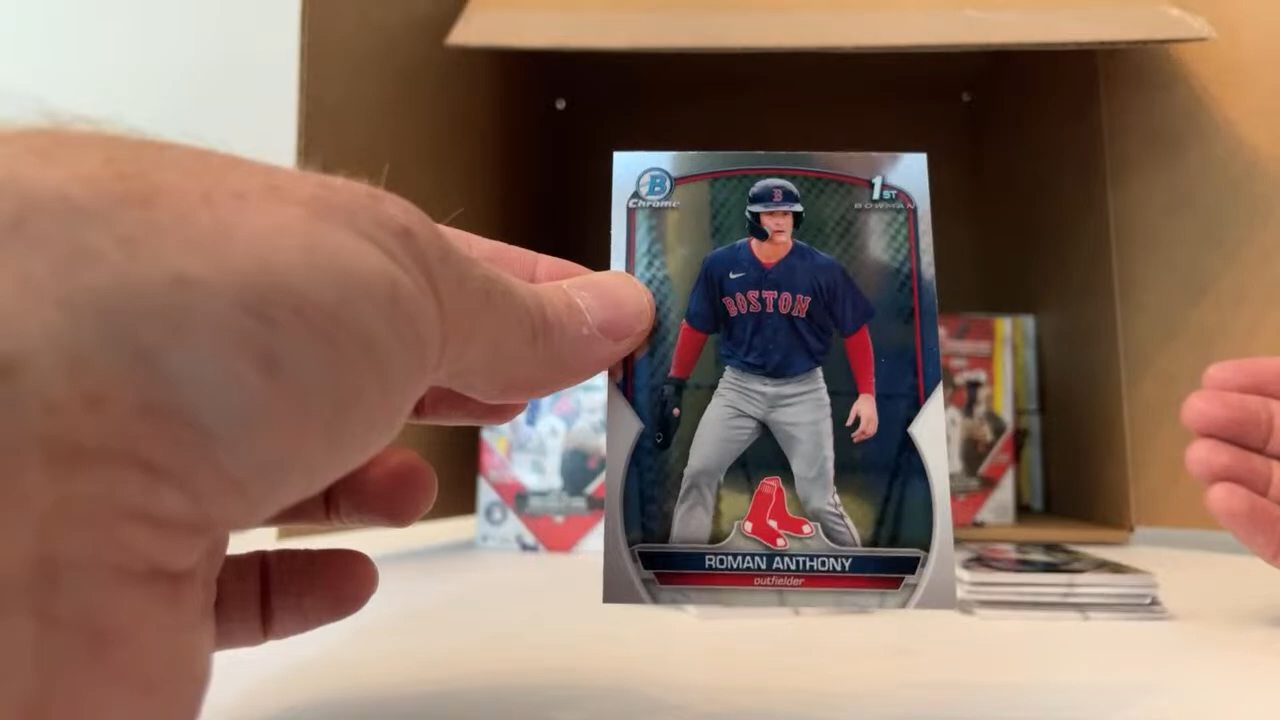 B
Chrome
1ST
BOWMAN
B
BOSTON
ROMAN ANTHONY
outfielder